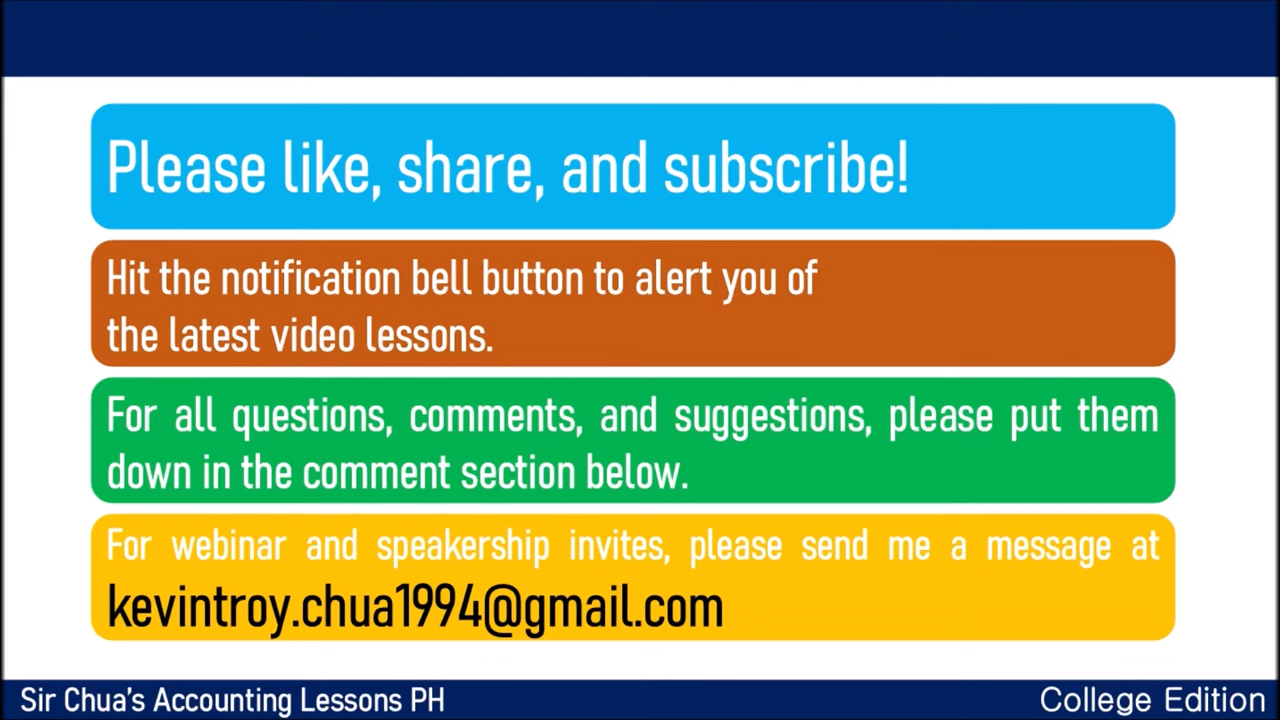 Please like, share, and subscribe!
Hit the notification bell button to alert you of
the latest video lessons.
For all questions, comments, and suggestions, please put them
down in the comment section below.
For webinar and speakership invites, please send me a message at
kevintroy.chua1994@gmail.com
Sir Chua's Accounting Lessons PH
College Edition